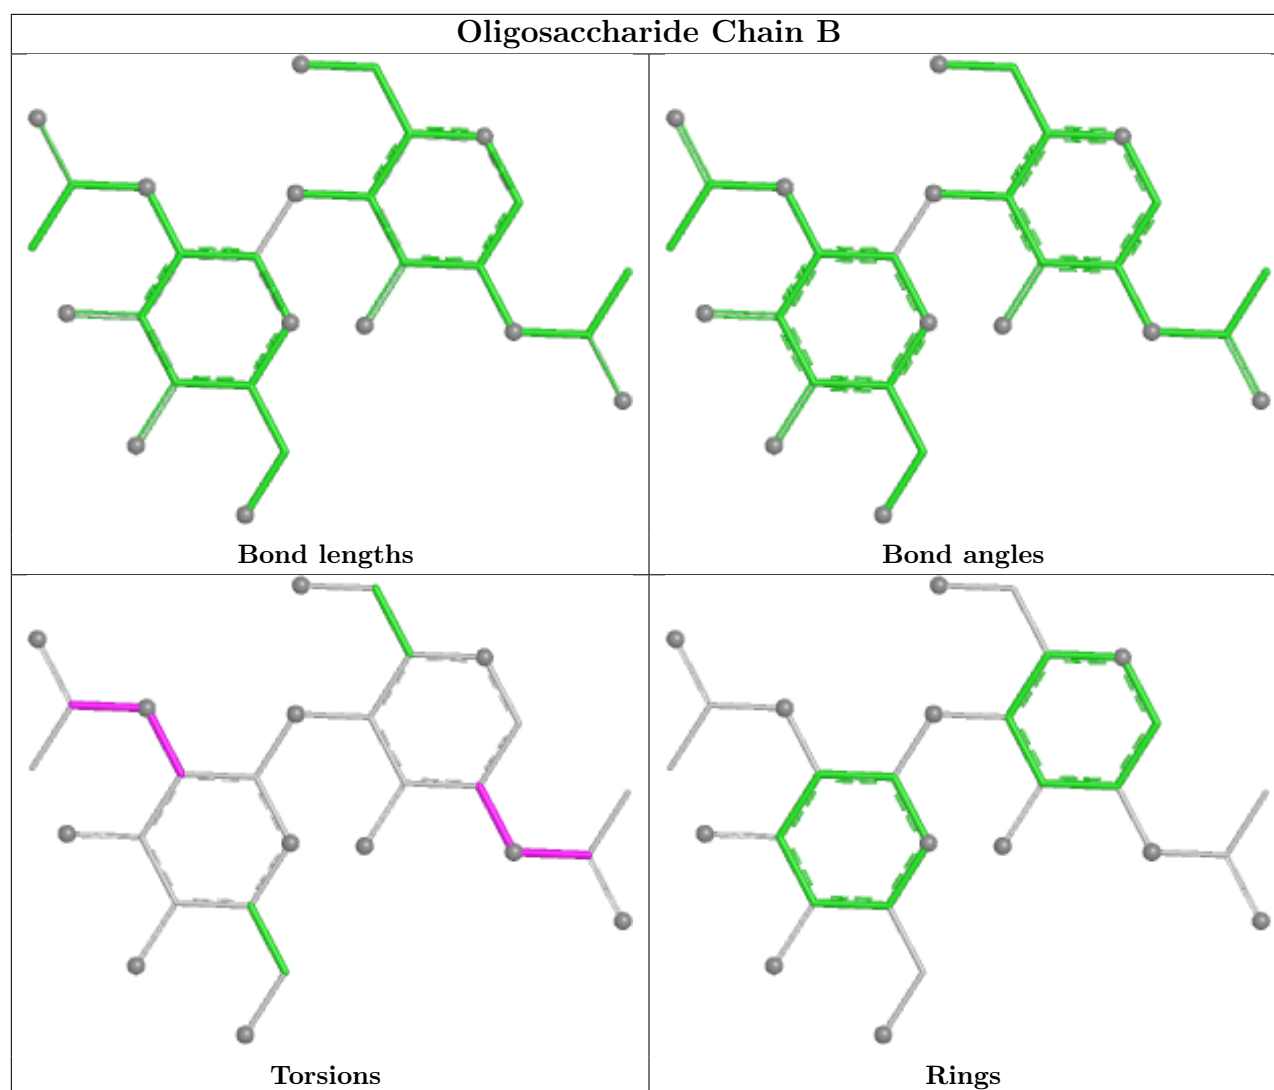 Oligosaccharide Chain B
Bond lengths
Bond angles
Torsions
Rings